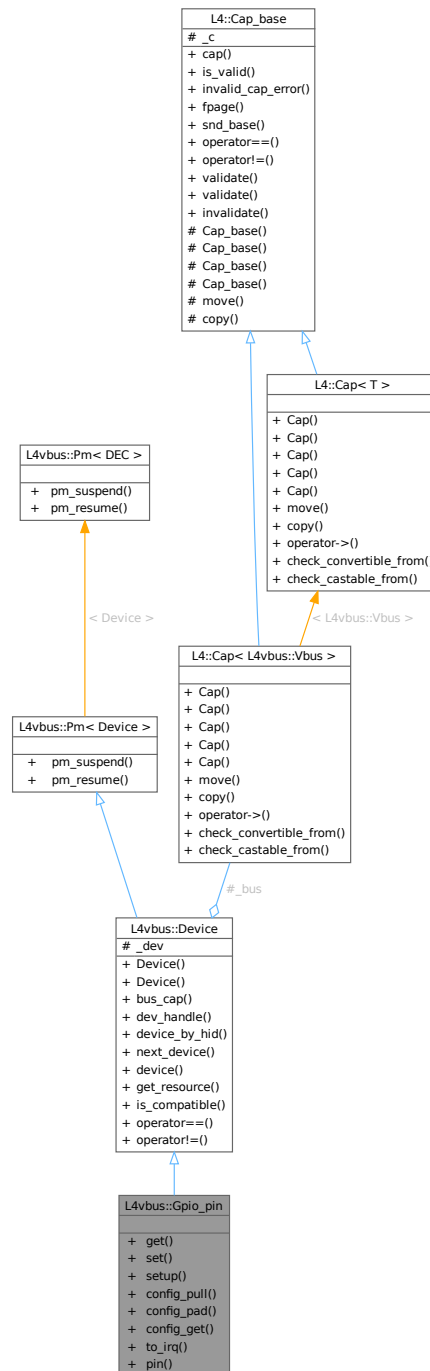 L4::Cap_base
# _c
+ cap()
+ is_valid()
+ invalid_cap_error()
+ fpage()
+ snd_base()
+ operator==()
+ operator!=()
+ validate()
+ validate()
+ invalidate()
# Cap_base()
# Cap_base()
# Cap_base()
# Cap_base()
# move()
# copy()
L4::Cap< T >
+ Cap()
+ Cap()
+ Cap()
+ Cap()
+ Cap()
+ move()
+ copy()
+ operator->()
+ check_convertible_from()
+ check_castable_from()
L4vbus::Pm< DEC >
+ pm_suspend()
+ pm_resume()
< Device >
< L4vbus::Vbus >
L4::Cap< L4vbus::Vbus >
+ Cap()
+ Cap()
+ Cap()
+ Cap()
+ Cap()
+ move()
+ copy()
+ operator->()
+ check_convertible_from()
+ check_castable_from()
L4vbus::Pm< Device >
+ pm_suspend()
+ pm_resume()
#_bus
L4vbus::Device
# _dev
+ Device()
+ Device()
+ bus_cap()
+ dev_handle()
+ device_by_hid()
+ next_device()
+ device()
+ get_resource()
+ is_compatible()
+ operator==()
+ operator!=()
L4vbus::Gpio_pin
+ get()
+ set()
+ setup()
+ config_pull()
+ config_pad()
+ config_get()
+ to_irq()
+ pin()